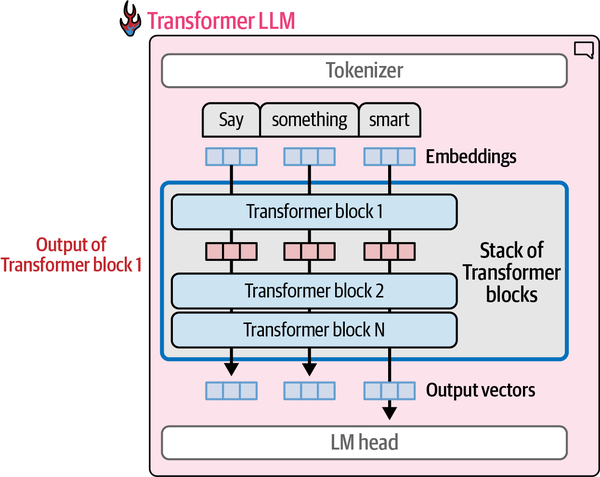 Transformer LLM
Tokenizer
Say something smart
Embeddings
Transformer block 1
Output of
Transformer block 1
Stack of
Transformer
blocks
Transformer block 2
Transformer block N
Output vectors
LM head